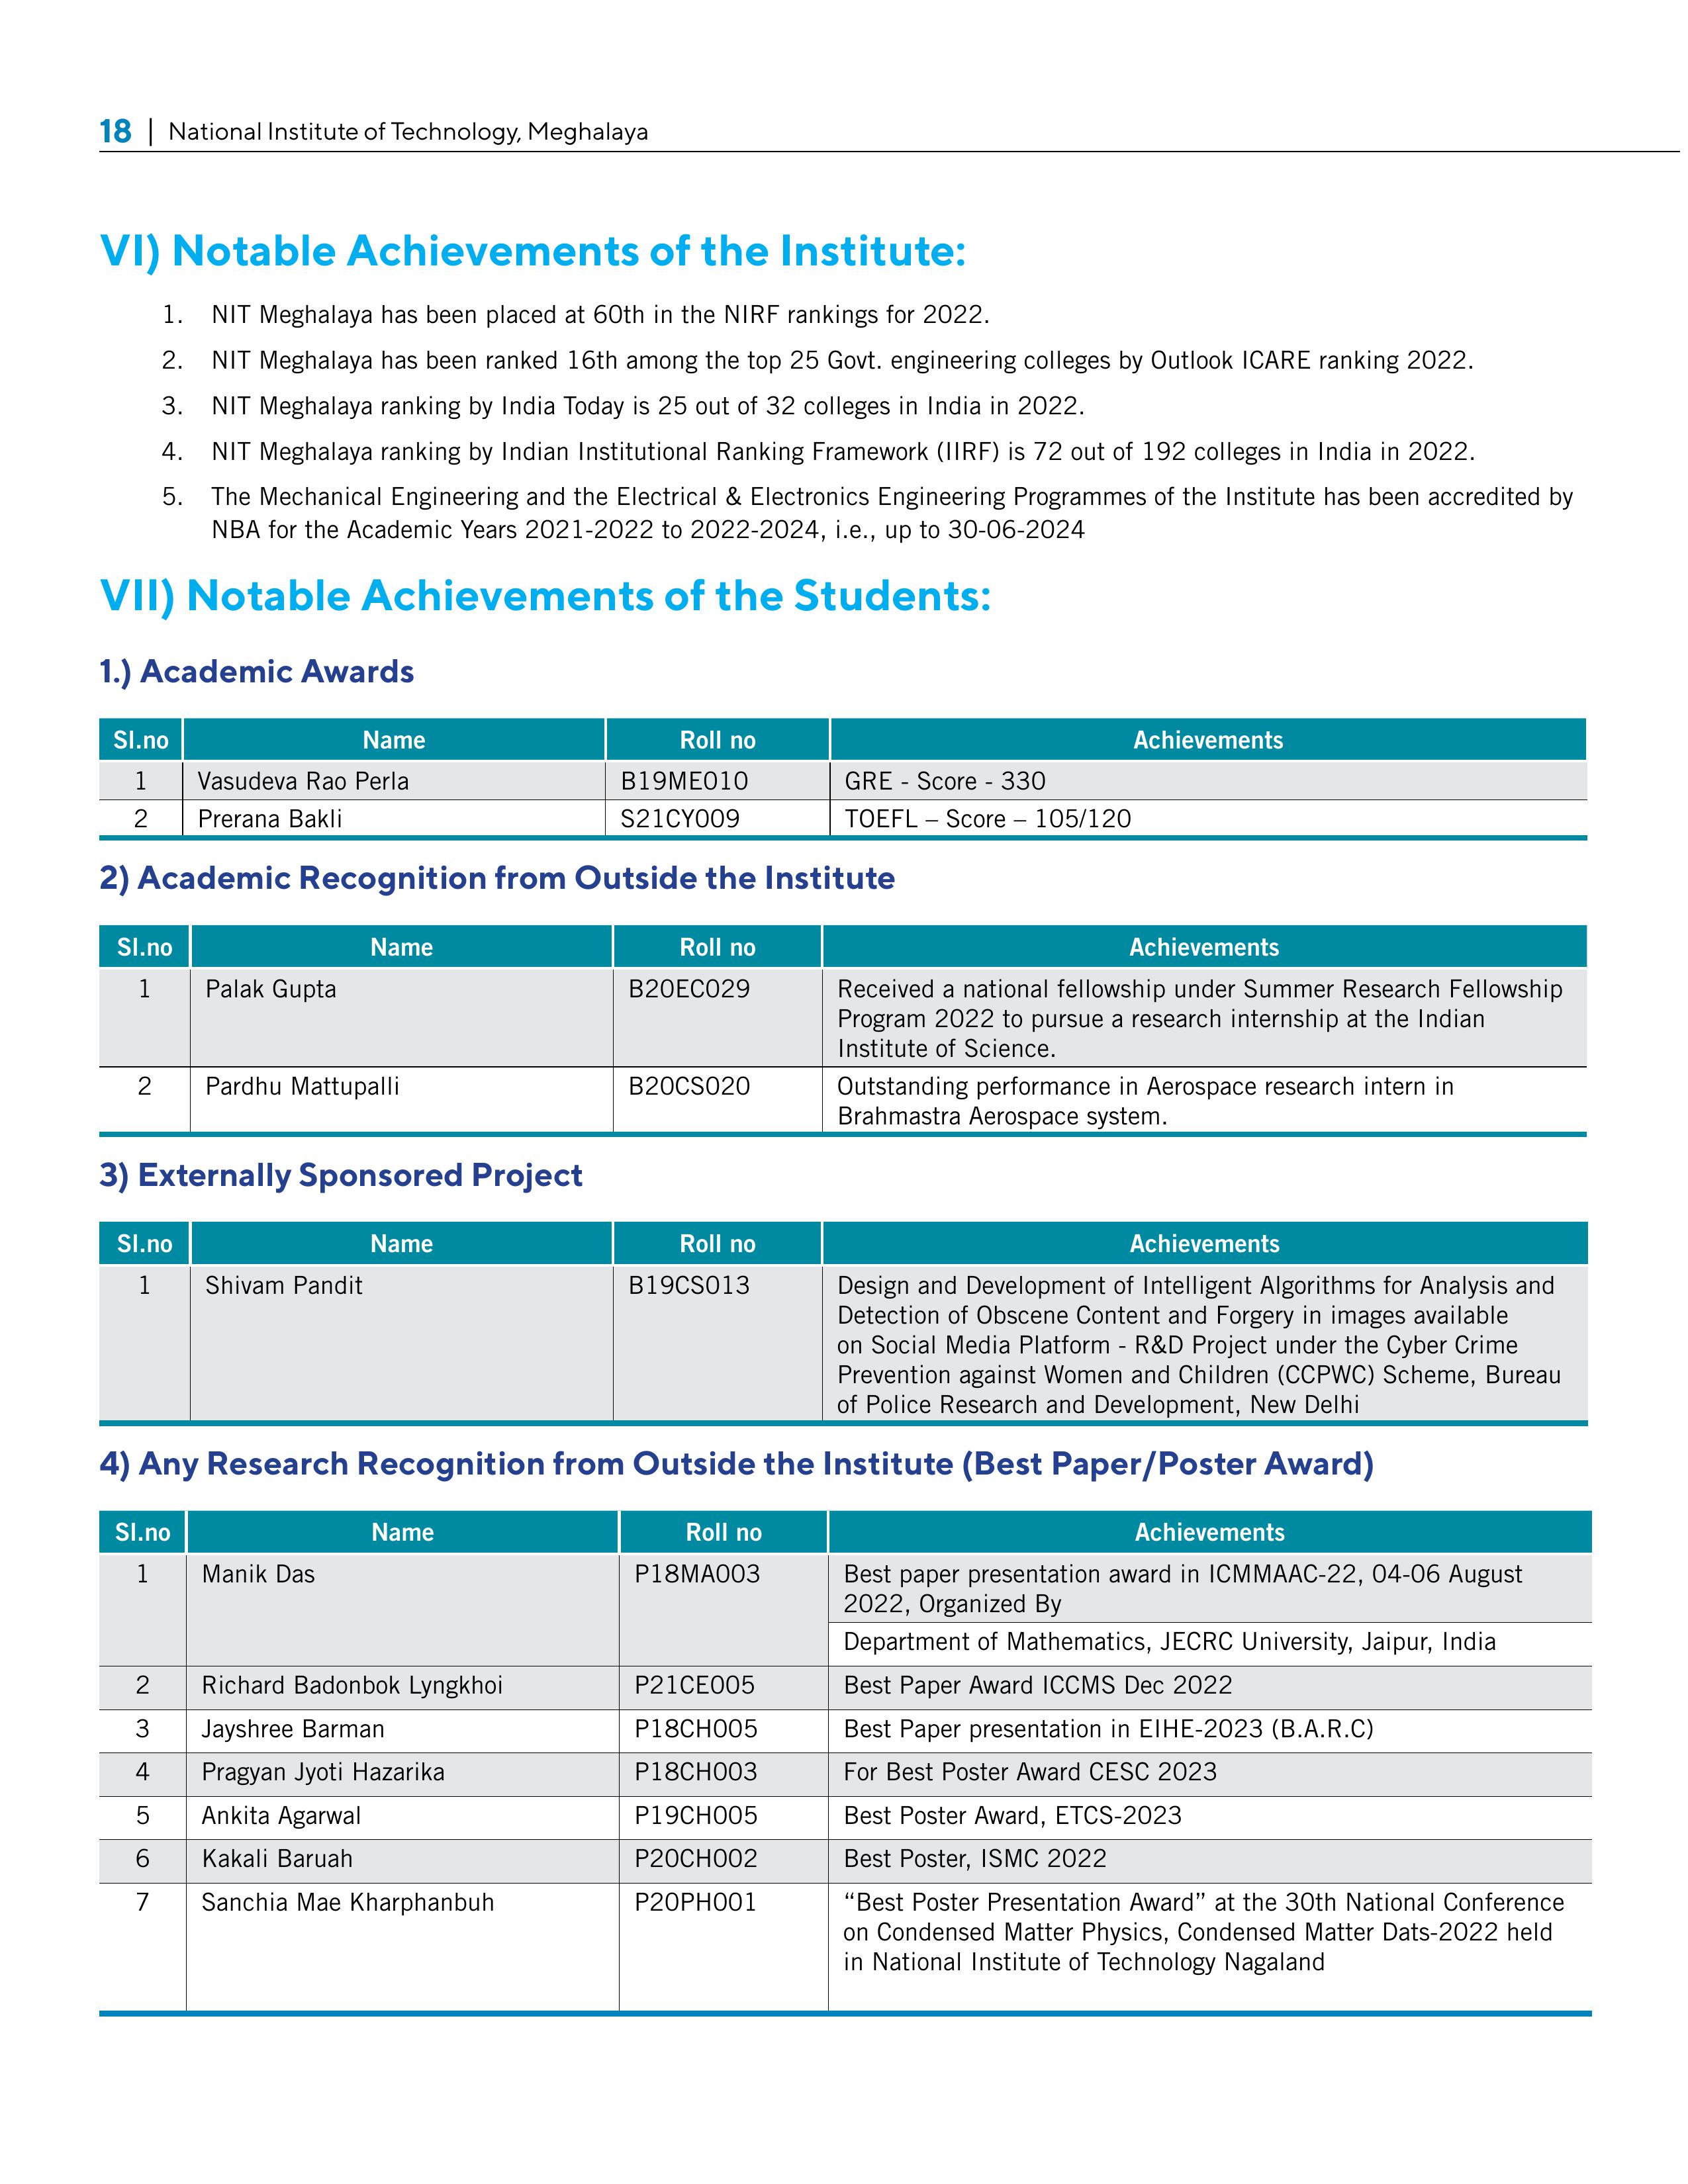 18 | National Institute of Technology, Meghalaya
VI) Notable Achievements of the Institute:
1. NIT Meghalaya has been placed at 60th in the NIRF rankings for 2022.
2. NIT Meghalaya has been ranked 16th among the top 25 Govt. engineering colleges by Outlook ICARE ranking 2022.
3. NIT Meghalaya ranking by India Today is 25 out of 32 colleges in India in 2022.
4. NIT Meghalaya ranking by Indian Institutional Ranking Framework (IIRF) is 72 out of 192 colleges in India in 2022.
5. The Mechanical Engineering and the Electrical & Electronics Engineering Programmes of the Institute has been accredited by
NBA for the Academic Years 2021-2022 to 2022-2024, i.e., up to 30-06-2024
VII) Notable Achievements of the Students:
1.) Academic Awards
Sl.no Name Roll no Achievements
1 Vasudeva Rao Perla B19ME010 GRE - Score - 330
2 Prerana Bakli S21CY009 TOEFL – Score – 105/120
2) Academic Recognition from Outside the Institute
Sl.no Name Roll no Achievements
1 Palak Gupta B20EC029 Received a national fellowship under Summer Research Fellowship
Program 2022 to pursue a research internship at the Indian
Institute of Science.
2 Pardhu Mattupalli B20CS020 Outstanding performance in Aerospace research intern in
Brahmastra Aerospace system.
3) Externally Sponsored Project
Sl.no Name Roll no Achievements
1 Shivam Pandit B19CS013 Design and Development of Intelligent Algorithms for Analysis and
Detection of Obscene Content and Forgery in images available
on Social Media Platform - R&D Project under the Cyber Crime
Prevention against Women and Children (CCPWC) Scheme, Bureau
of Police Research and Development, New Delhi
4) Any Research Recognition from Outside the Institute (Best Paper/Poster Award)
Sl.no Name Roll no Achievements
1 Manik Das P18MA003 Best paper presentation award in ICMMAAC-22, 04-06 August
2022, Organized By
Department of Mathematics, JECRC University, Jaipur, India
2 Richard Badonbok Lyngkhoi P21CE005 Best Paper Award ICCMS Dec 2022
3 Jayshree Barman P18CH005 Best Paper presentation in EIHE-2023 (B.A.R.C)
4 Pragyan Jyoti Hazarika P18CH003 For Best Poster Award CESC 2023
5 Ankita Agarwal P19CH005 Best Poster Award, ETCS-2023
6 Kakali Baruah P20CH002 Best Poster, ISMC 2022
7 Sanchia Mae Kharphanbuh P20PH001 “Best Poster Presentation Award” at the 30th National Conference
on Condensed Matter Physics, Condensed Matter Dats-2022 held
in National Institute of Technology Nagaland